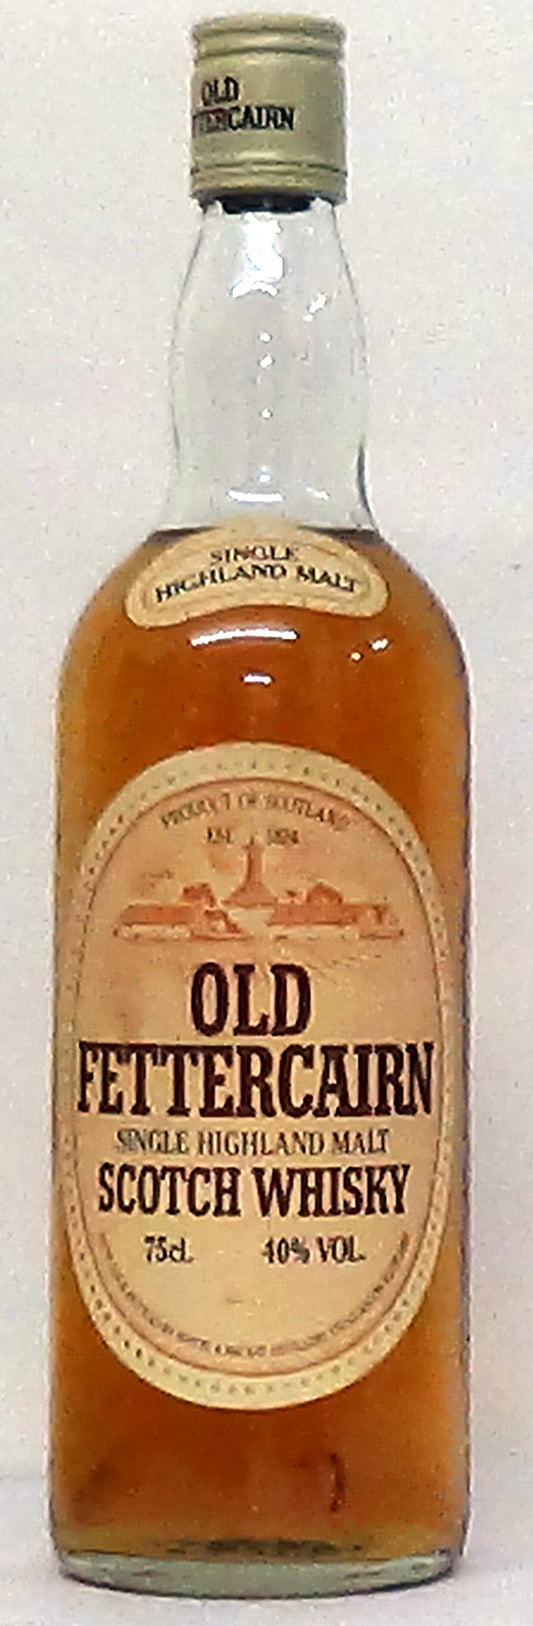 OLD
FETTERCAIRN
SINGLE
HIGHLAND MALT
PRODUCT OF SCOTLAND
EST. 1824
OLD
FETTERCAIRN
SINGLE HIGHLAND MALT
SCOTCH WHISKY
75cl. 40% VOL.